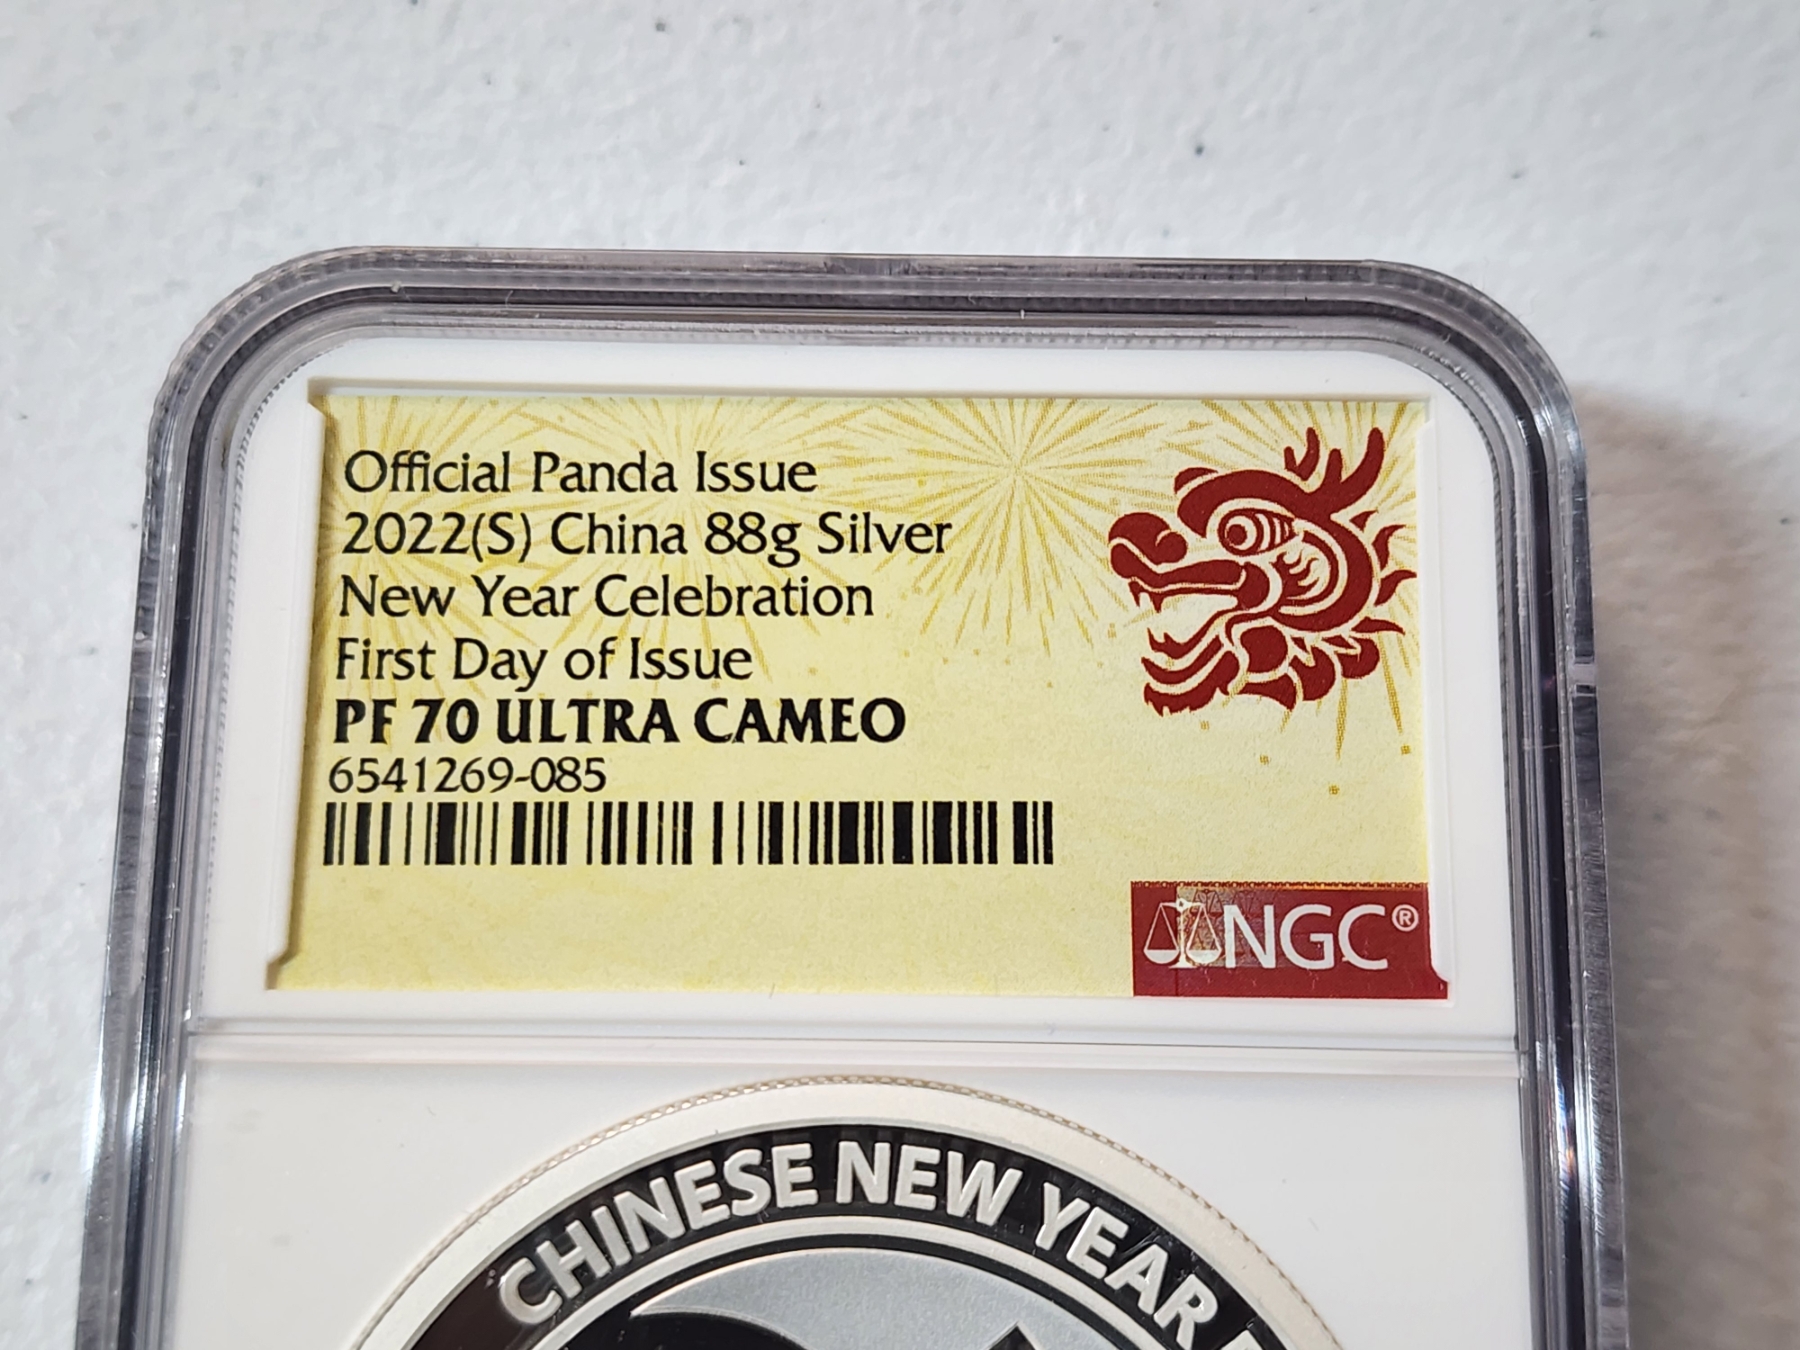 Official Panda Issue
2022(S) China 88g Silver
New Year Celebration
First Day of Issue
PF 70 ULTRA CAMEO
6541269-085
NGC®
CHINESE NEW YEAR